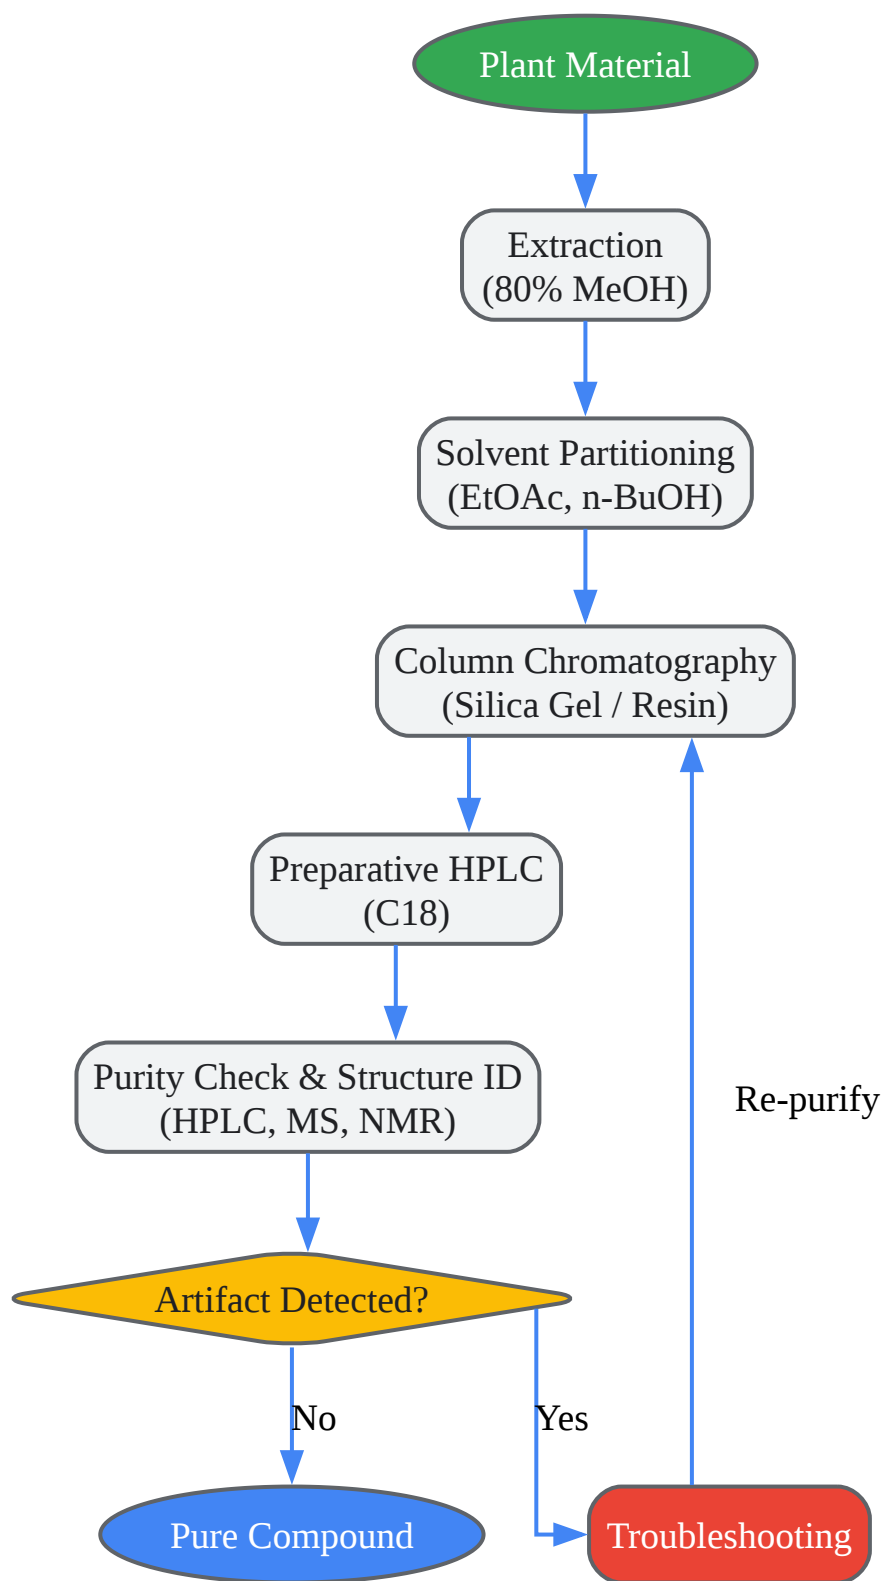 Plant Material
Extraction
(80% MeOH)
Solvent Partitioning
(EtOAc, n-BuOH)
Column Chromatography
(Silica Gel / Resin)
Preparative HPLC
(C18)
Purity Check & Structure ID
(HPLC, MS, NMR)
Re-purify
Artifact Detected?
No
Yes
Pure Compound
Troubleshooting